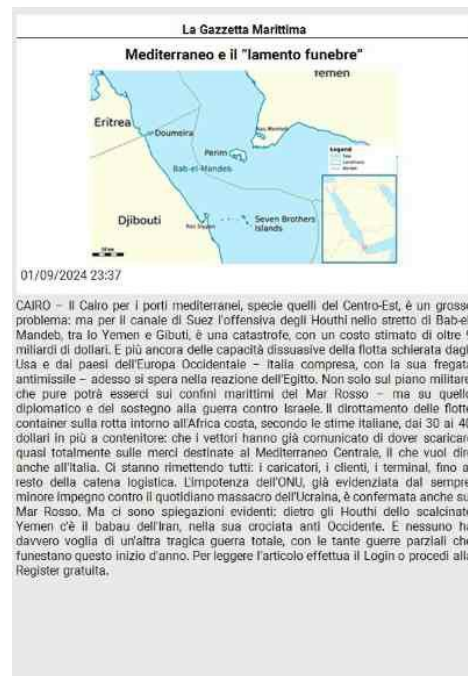 La Gazzetta Marittima
Mediterraneo e il "lamento funebre"
Yemen
Eritrea
Doumeira
Ras Menheli
Perim
Bab-el-Mandeb
Legend
Djibouti
Ras Siyyan
Seven Brothers
Islands
01/09/2024 23:37
CAIRO – Il Cairo per i porti mediterranei, specie quelli del Centro-Est, è un grosso
problema: ma per il canale di Suez l'offensiva degli Houthi nello stretto di Bab-el
Mandeb, tra lo Yemen e Gibuti, è una catastrofe, con un costo stimato di oltre
miliardi di dollari. E più ancora delle capacità dissuasive della flotta schierata dagli
Usa e dai paesi dell'Europa Occidentale – Italia compresa, con la sua fregata
antimissile – adesso si spera nella reazione dell'Egitto. Non solo sul piano militare
che pure potrà esserci sui confini marittimi del Mar Rosso – ma su quello
diplomatico e del sostegno alla guerra contro Israele. Il dirottamento delle flotte
container sulla rotta intorno all'Africa costa, secondo le stime italiane, dai 30 ai 40
dollari in più a contenitore: che i vettori hanno già comunicato di dover scaricare
quasi totalmente sulle merci destinate al Mediterraneo Centrale, il che vuol dire
anche all'Italia. Ci stanno rimettendo tutti: i caricatori, i clienti, i terminal, fino al
resto della catena logistica. L'impotenza dell'ONU, già evidenziata dal sempre
minore impegno contro il quotidiano massacro dell'Ucraina, è confermata anche sul
Mar Rosso. Ma ci sono spiegazioni evidenti: dietro gli Houthi dello scalcinato
Yemen c'è il babau dell'Iran, nella sua crociata anti Occidente. E nessuno ha
davvero voglia di un'altra tragica guerra totale, con le tante guerre parziali che
funestano questo inizio d'anno. Per leggere l'articolo effettua il Login o procedi alla
Register gratuita.